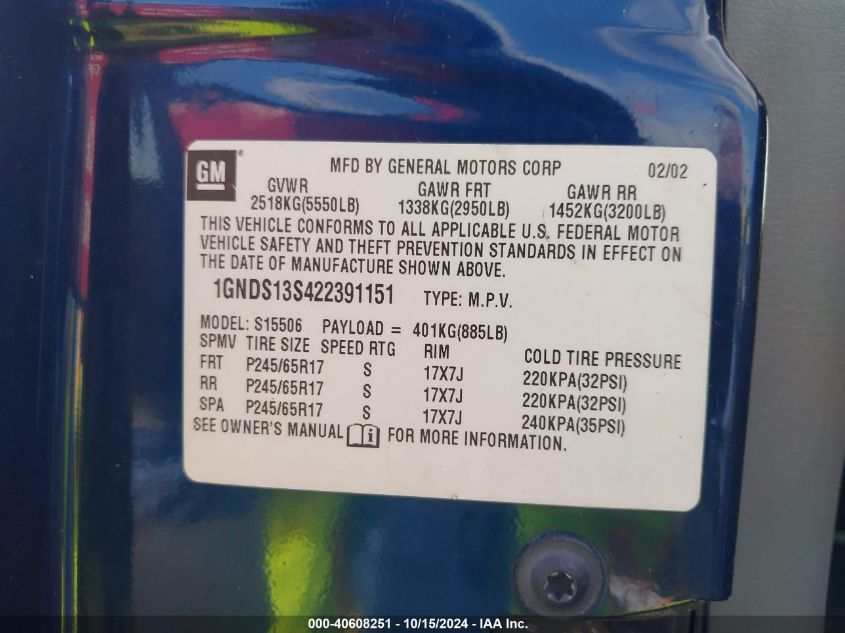 GM
MFD BY GENERAL MOTORS CORP 02/02
GVWR GAWR FRT GAWR RR
2518KG(5550LB) 1338KG(2950LB) 1452KG(3200LB)
THIS VEHICLE CONFORMS TO ALL APPLICABLE U.S. FEDERAL MOTOR
VEHICLE SAFETY AND THEFT PREVENTION STANDARDS IN EFFECT ON
THE DATE OF MANUFACTURE SHOWN ABOVE.
1GNDS13S422391151 TYPE: M.P.V.
MODEL: S15506 PAYLOAD = 401KG(885LB)
SPMV TIRE SIZE SPEED RTG RIM COLD TIRE PRESSURE
FRT P245/65R17 S 17X7J 220KPA(32PSI)
RR P245/65R17 S 17X7J 220KPA(32PSI)
SPA P245/65R17 S 17X7J 240KPA(35PSI)
SEE OWNER'S MANUAL FOR MORE INFORMATION.
000-40608251 - 10/15/2024 - IAA Inc.